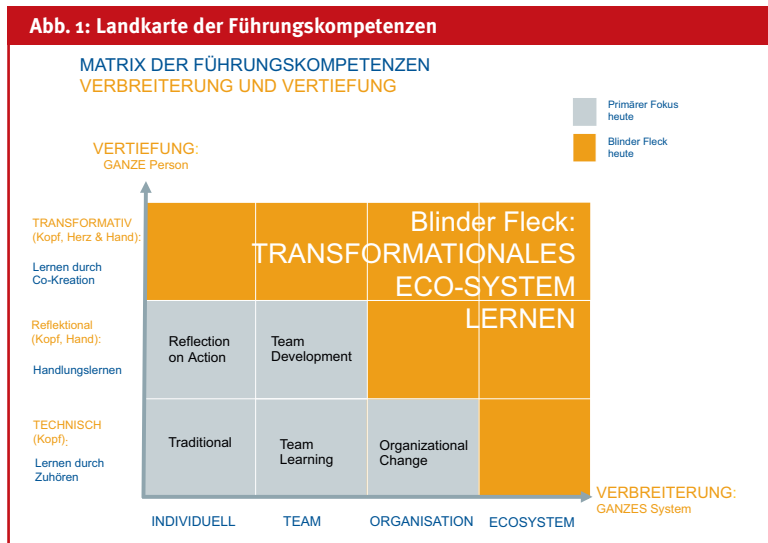 Abb. 1: Landkarte der Führungskompetenzen
MATRIX DER FÜHRUNGSKOMPETENZEN
VERBREITERUNG UND VERTIEFUNG
Primärer Fokus
heute
Blinder Fleck
heute
VERTIEFUNG:
GANZE Person
TRANSFORMATIV
(Kopf, Herz & Hand):
Lernen durch
Co-Kreation
Blinder Fleck:
TRANSFORMATIONALES
ECO-SYSTEM
LERNEN
Reflektional
(Kopf, Hand):
Handlungslernen
Reflection
on Action
Team
Development
TECHNISCH
(Kopf):
Lernen durch
Zuhören
Traditional
Team
Learning
Organizational
Change
VERBREITERUNG:
GANZES System
INDIVIDUELL
TEAM
ORGANISATION
ECOSYSTEM